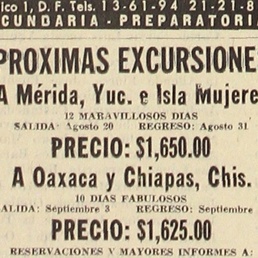 ico 1, D. F. Tels. 13-61-94 21-21-8
CUNDARIA - PREPARATORI
PROXIMAS EXCURSIONE
A Mérida, Yuc. e Isla Mujere
12 MARAVILLOSOS DIAS
SALIDA: Agosto 20 REGRESO: Agosto 31
PRECIO: $1,650.00
A Oaxaca y Chiapas, Chis.
10 DIAS FABULOSOS
ALIDA: Septiembre 3 REGRESO: Septiembre
PRECIO: $1,625.00
RESERVACIONES Y MAYORES INFORMES A: